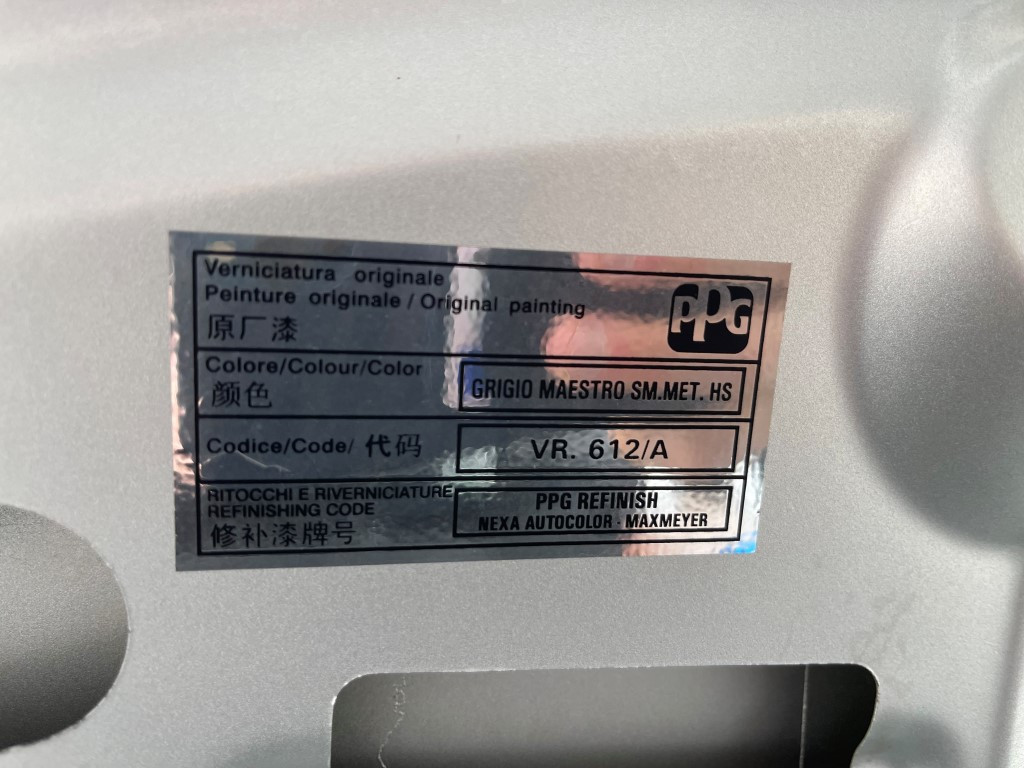 Verniciatura originale
Peinture originale / Original painting
原厂漆
PPG
Colore/Colour/Color
颜色
GRIGIO MAESTRO SM.MET. HS
Codice/Code/ 代码
VR. 612/A
RITOCCHI E RIVERNICIATURE
REFINISHING CODE
修补漆牌号
PPG REFINISH
NEXA AUTOCOLOR - MAXMEYER